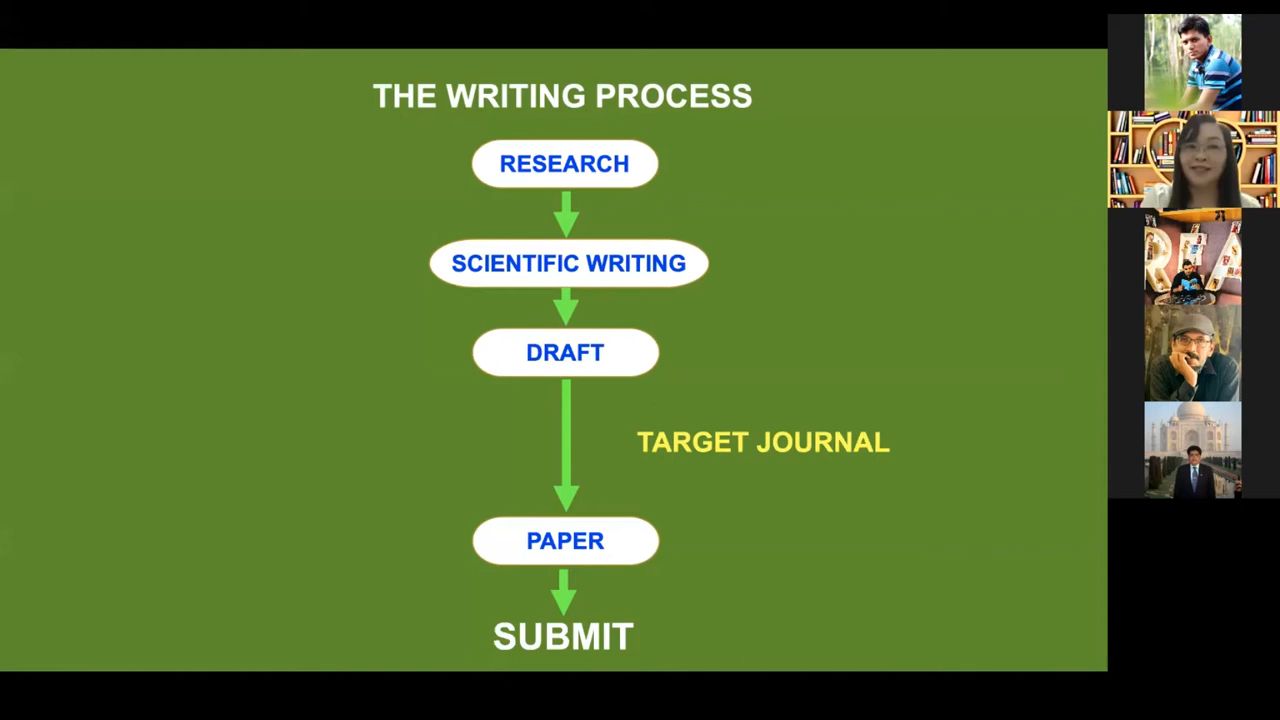 THE WRITING PROCESS
RESEARCH
SCIENTIFIC WRITING
DRAFT
TARGET JOURNAL
PAPER
SUBMIT